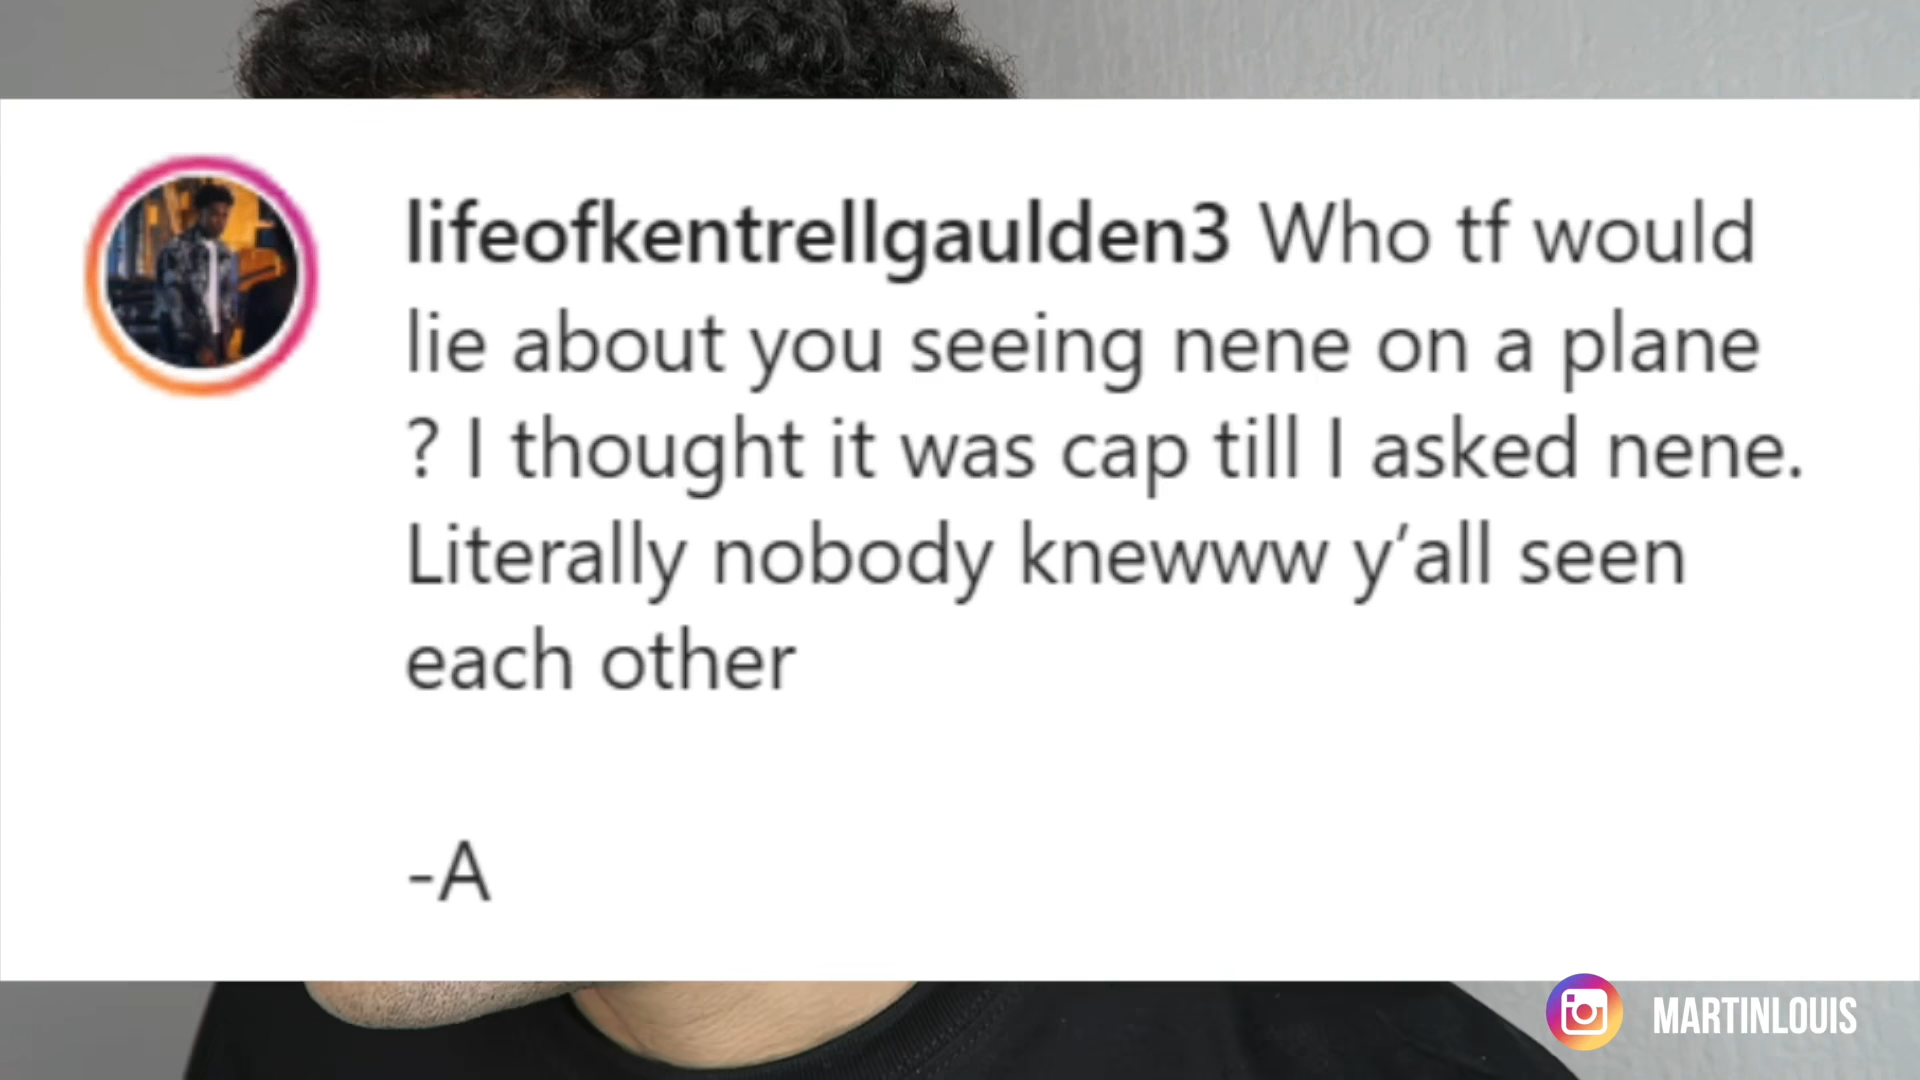 lifeofkentrellgaulden3 Who tf would
lie about you seeing nene on a plane
? I thought it was cap till I asked nene.
Literally nobody knewww y'all seen
each other
-A
MARTINLOUIS